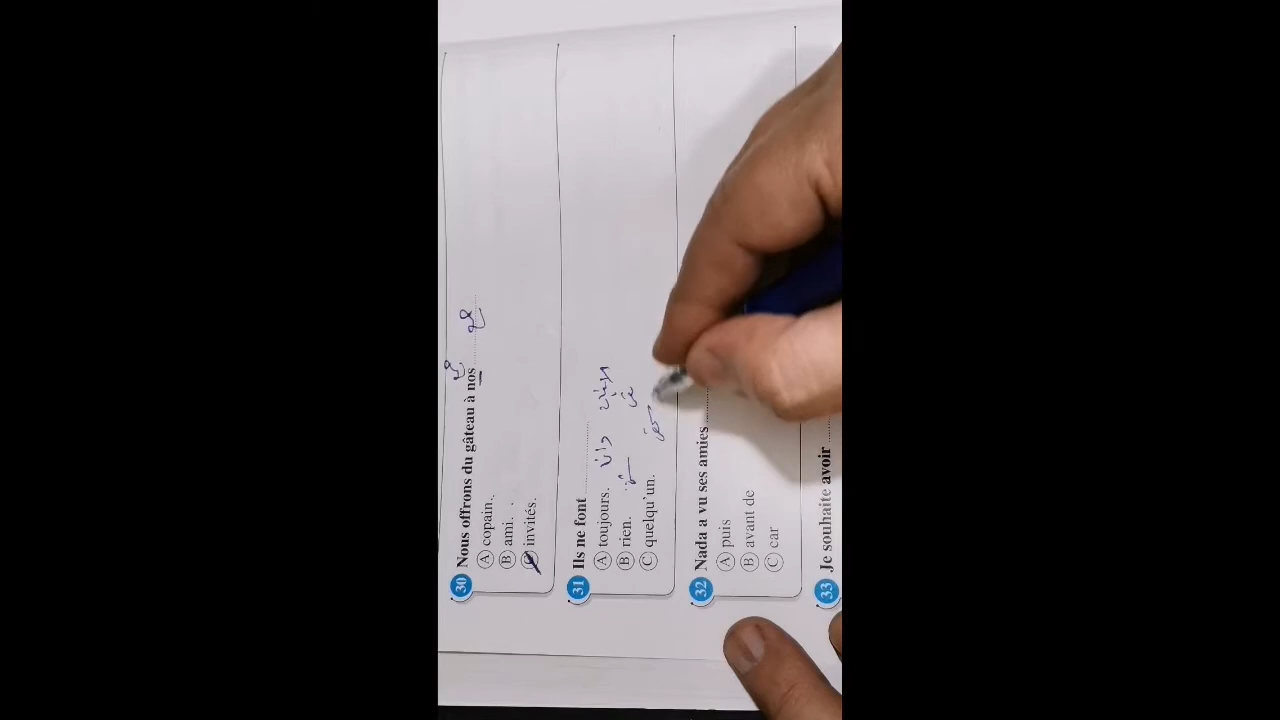 30 Nous offrons du gâteau à nos ..........
A copain.
B ami.
C invités.
31 Ils ne font ..........
A toujours. دائما
B rien.
C quelqu'un.
32 Nada a vu ses amies ..........
A puis
B avant de
C car
33 Je souhaite avoir ..........